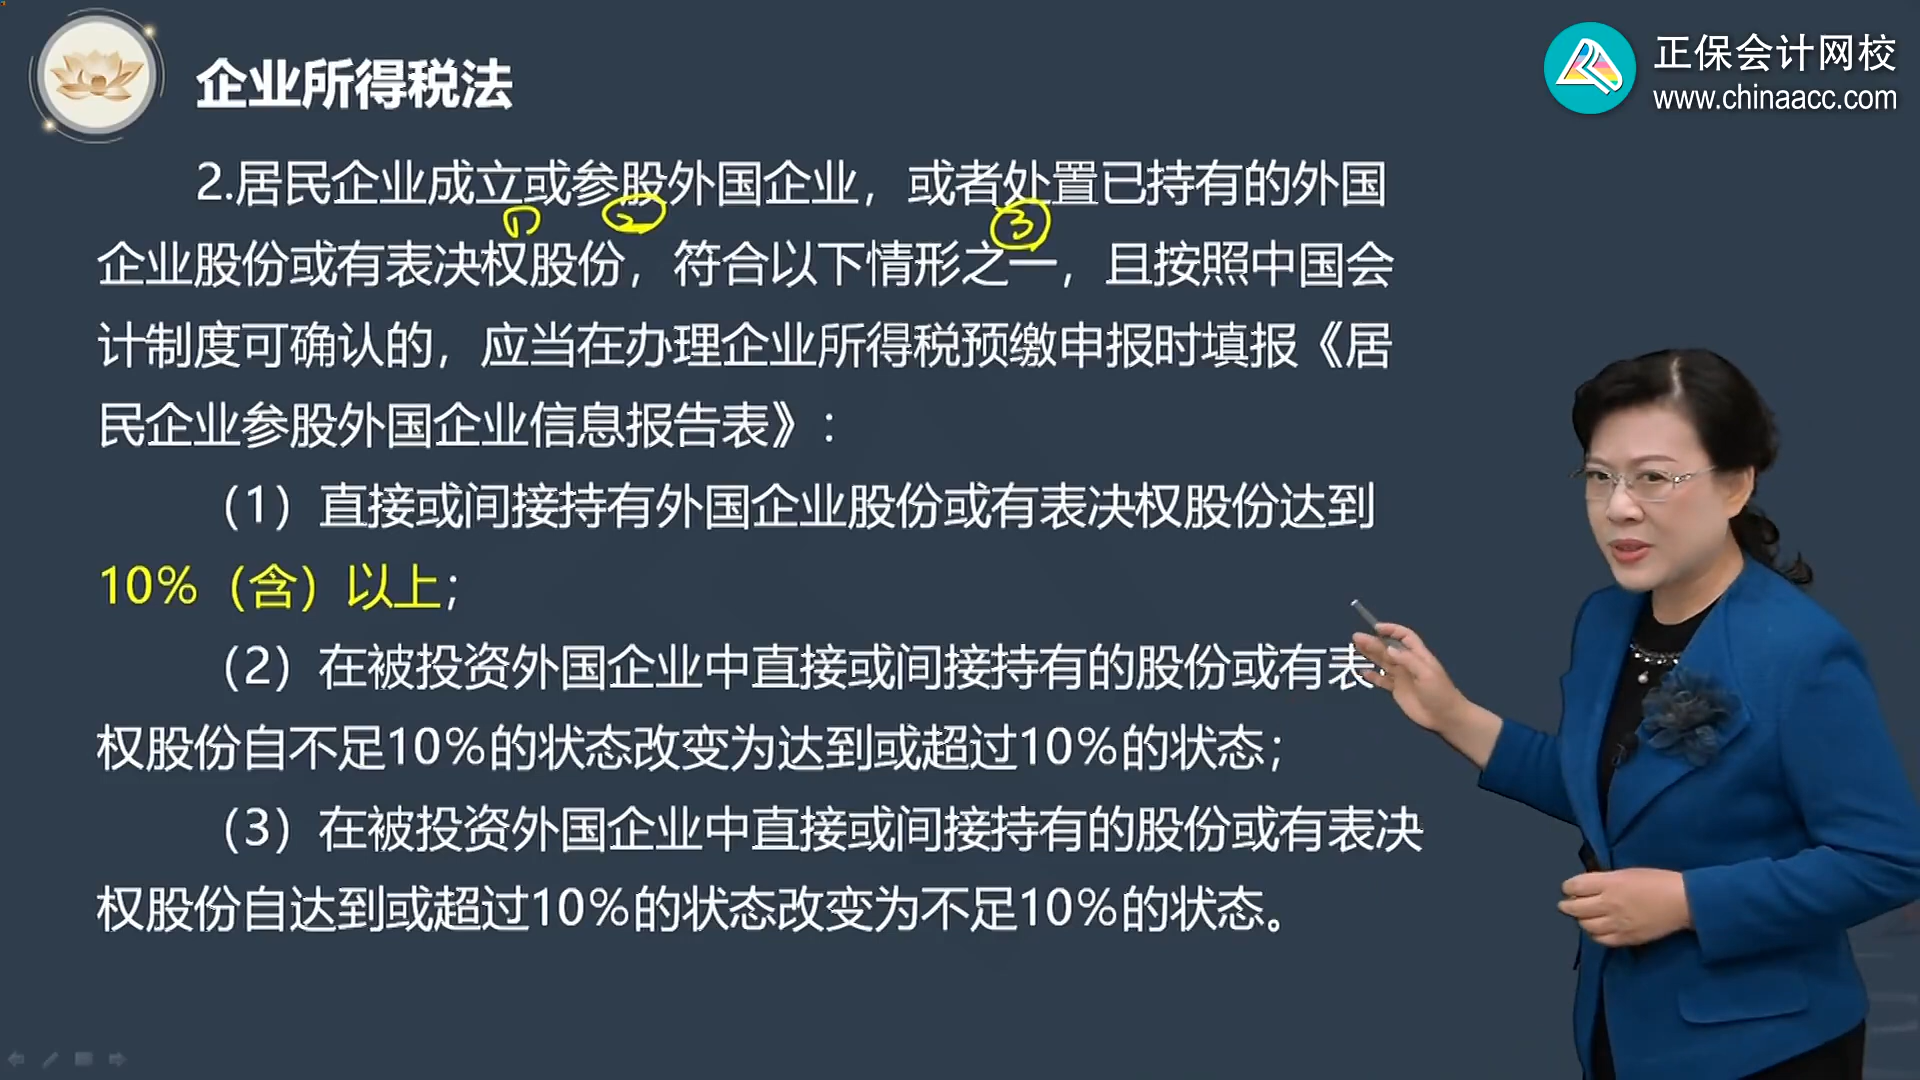 企业所得税法
正保会计网校
www.chinaacc.com
2.居民企业成立或参股外国企业，或者处置已持有的外国
① ② ③
企业股份或有表决权股份，符合以下情形之一，且按照中国会
计制度可确认的，应当在办理企业所得税预缴申报时填报《居
民企业参股外国企业信息报告表》：
（1）直接或间接持有外国企业股份或有表决权股份达到
10%（含）以上；
（2）在被投资外国企业中直接或间接持有的股份或有表
权股份自不足10%的状态改变为达到或超过10%的状态；
（3）在被投资外国企业中直接或间接持有的股份或有表决
权股份自达到或超过10%的状态改变为不足10%的状态。